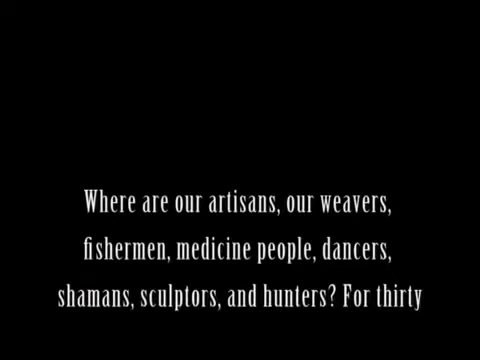 Where are our artisans, our weavers,
fishermen, medicine people, dancers,
shamans, sculptors, and hunters? For thirty